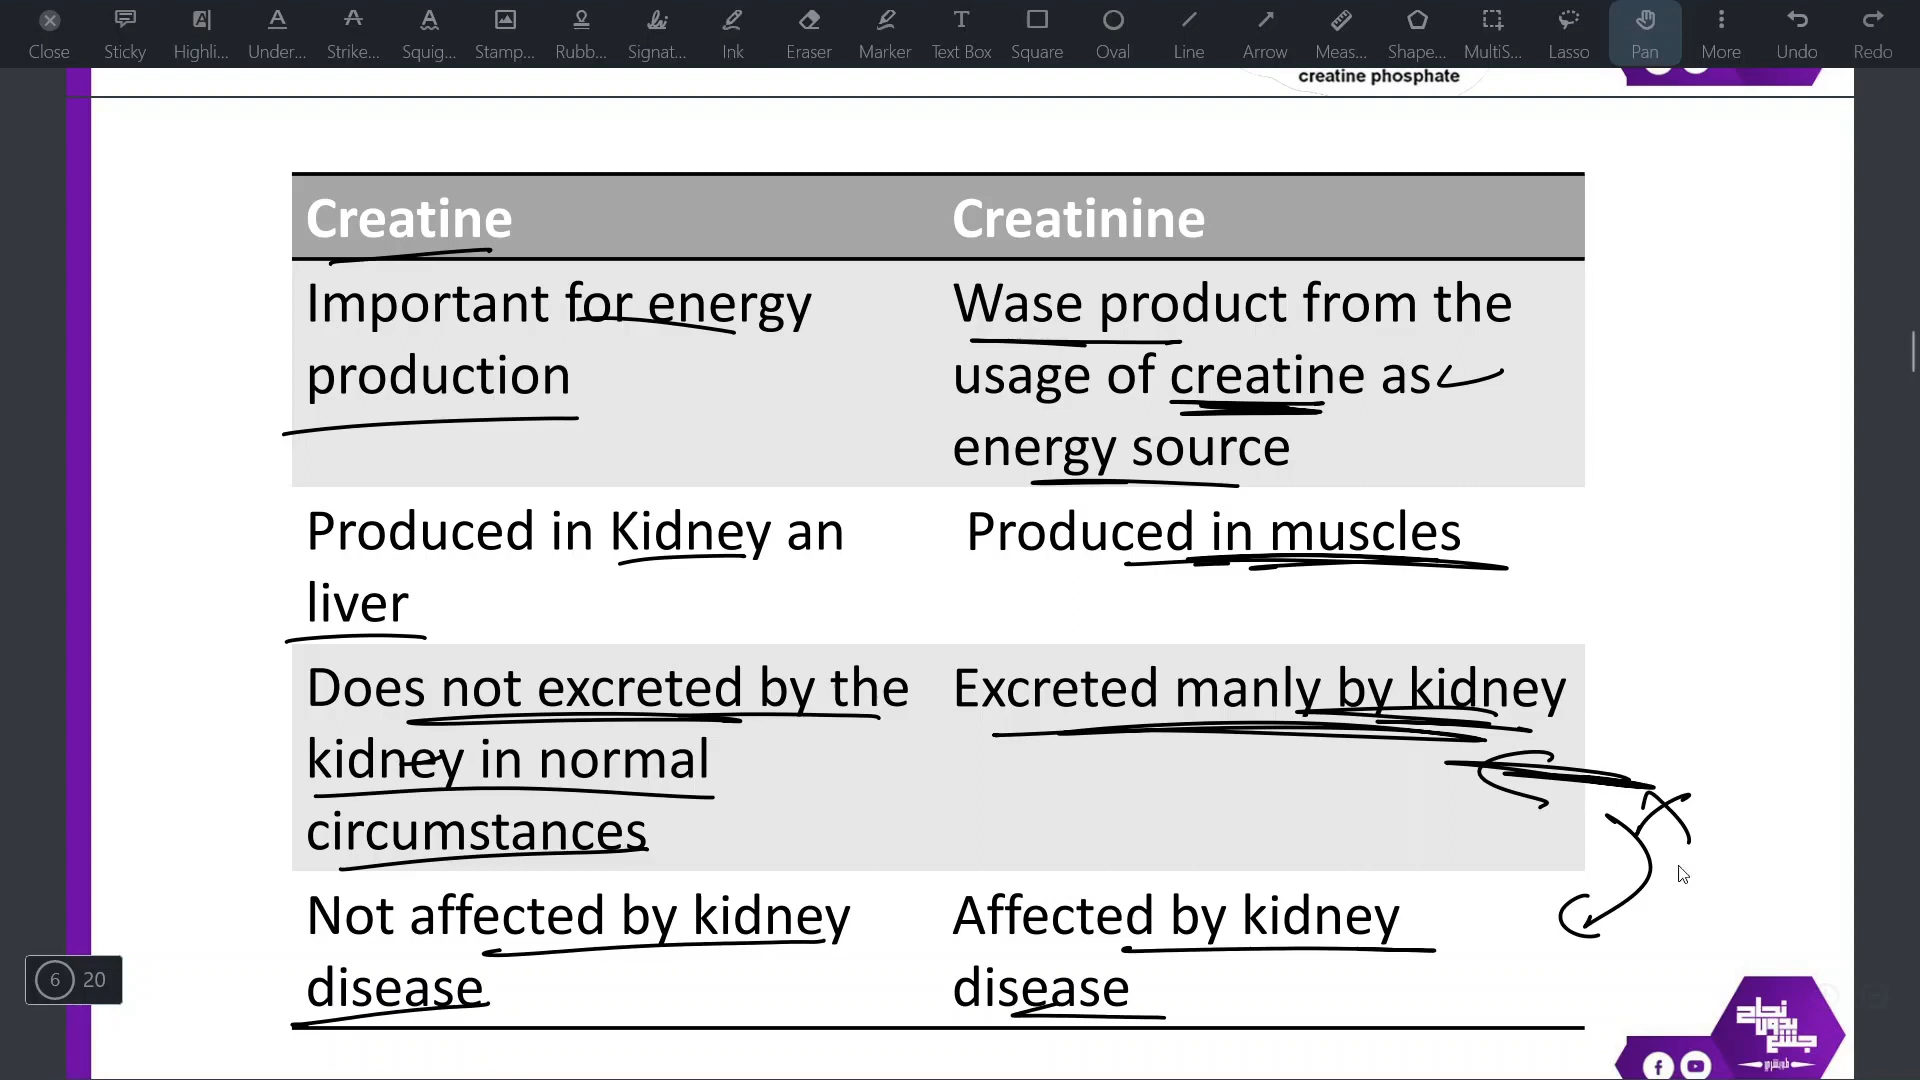 Close Sticky Highli... Under... Strike... Squig... Stamp... Rubb... Signat... Ink Eraser Marker Text Box Square Oval Line Arrow Meas... Shape... MultiS... Lasso Pan More Undo Redo
creatine phosphate
Creatine
Creatinine
Important for energy
production
Wase product from the
usage of creatine as
energy source
Produced in Kidney an
liver
Produced in muscles
Does not excreted by the
kidney in normal
circumstances
Excreted manly by kidney
Not affected by kidney
disease
Affected by kidney
disease
6 20
نجاح
بدون
جشع